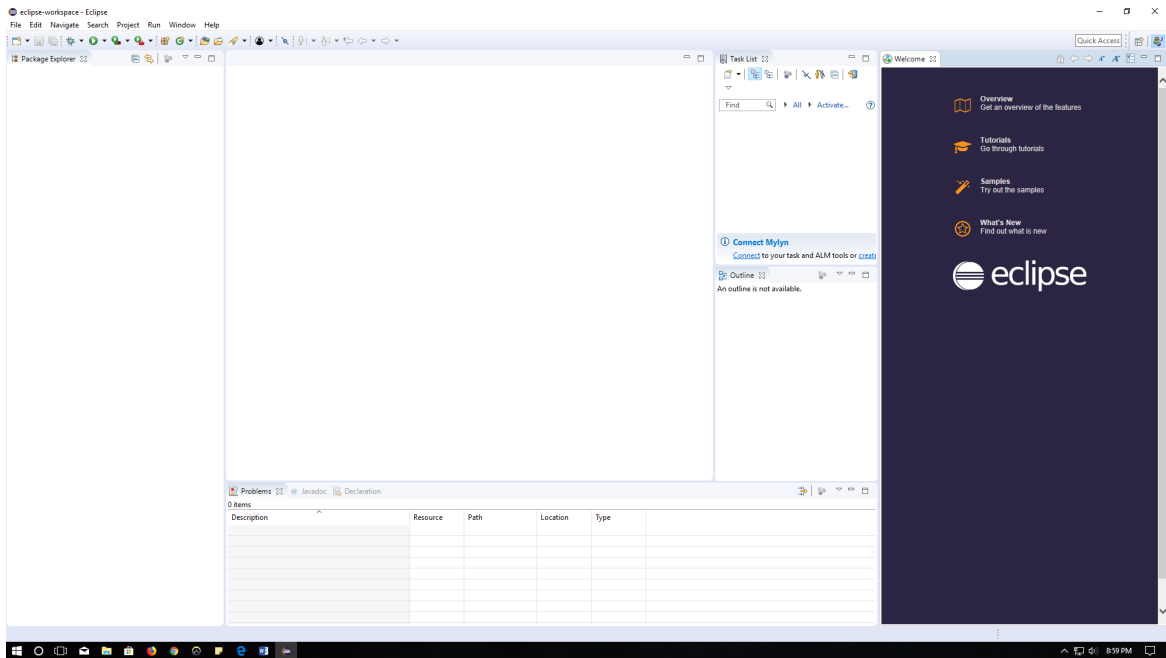 eclipse-workspace - Eclipse
File Edit Navigate Search Project Run Window Help
Quick Access
Package Explorer
Task List
Find
All
Activate...
Connect Mylyn
Connect to your task and ALM tools or create
Outline
An outline is not available.
Welcome
Overview
Get an overview of the features
Tutorials
Go through tutorials
Samples
Try out the samples
What's New
Find out what is new
eclipse
Problems @ Javadoc Declaration
0 items
Description Resource Path Location Type
8:59 PM